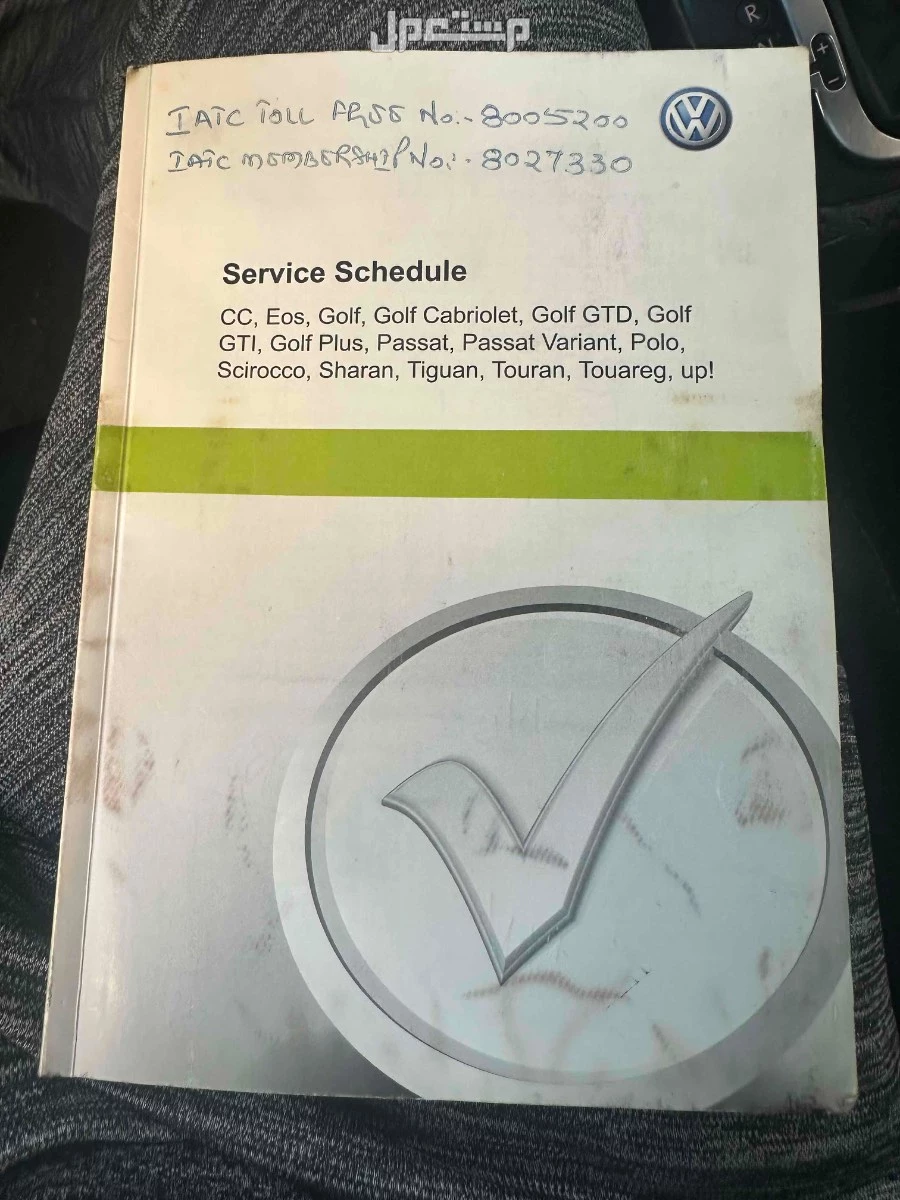 مستعمل
R
IATC TOLL FREE No.:- 8005200
IATC MEMBERSHIP No.:- 8027330
Service Schedule
CC, Eos, Golf, Golf Cabriolet, Golf GTD, Golf
GTI, Golf Plus, Passat, Passat Variant, Polo,
Scirocco, Sharan, Tiguan, Touran, Touareg, up!